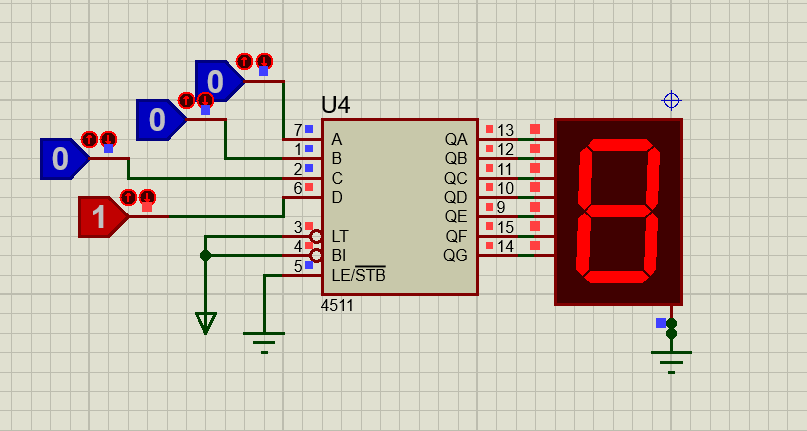 0
0
0
1
U4
7 A QA 13
1 B QB 12
2 C QC 11
6 D QD 10
QE 9
3 LT QF 15
4 BI QG 14
5 LE/STB
4511
8